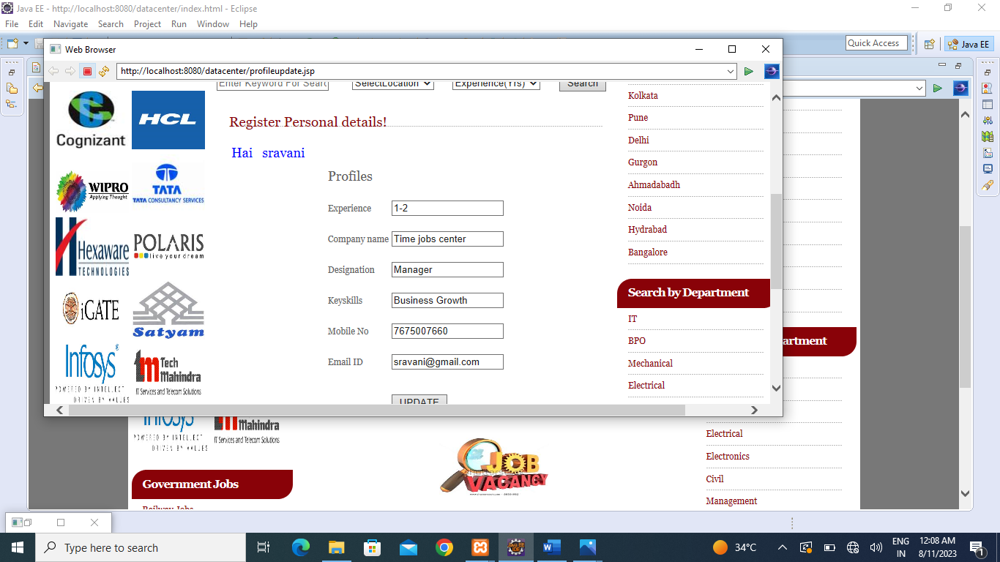 Java EE - http://localhost:8080/datacenter/index.html - Eclipse
File Edit Navigate Search Project Run Window Help
Quick Access
Java EE
Web Browser
http://localhost:8080/datacenter/profileupdate.jsp
Enter Keyword For Sear
SelectLocation
Experience(Yrs)
Search
Cognizant
HCL
WIPRO
Applying Thought
TATA
TATA CONSULTANCY SERVICES
Hexaware
TECHNOLOGIES
POLARIS
live your dream
iGATE
Satyam
Infosys
POWERED BY INTELLECT
DRIVEN BY VALUES
Tech
Mahindra
IT Services and Telecom Solutions
Register Personal details!
Hai sravani
Profiles
Experience 1-2
Company name Time jobs center
Designation Manager
Keyskills Business Growth
Mobile No 7675007660
Email ID sravani@gmail.com
UPDATE
Kolkata
Pune
Delhi
Gurgon
Ahmadabadh
Noida
Hydrabad
Bangalore
Search by Department
IT
BPO
Mechanical
Electrical
artment
Infosys
POWERED BY INTELLECT
DRIVEN BY VALUES
Mahindra
IT Services and Telecom Solutions
Government Jobs
Railway Jobs
JOB
VACANCY
Electrical
Electronics
Civil
Management
Type here to search
34°C
ENG
IN
12:08 AM
8/11/2023
1